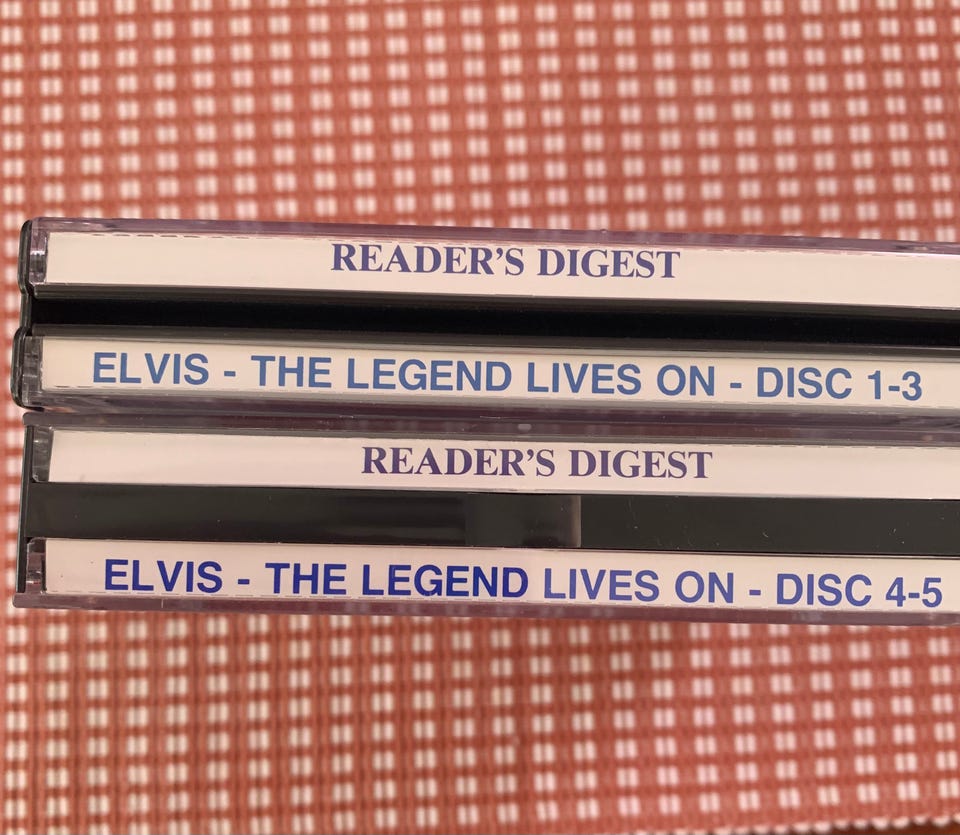 READER'S DIGEST
ELVIS - THE LEGEND LIVES ON - DISC 1-3
READER'S DIGEST
ELVIS - THE LEGEND LIVES ON - DISC 4-5